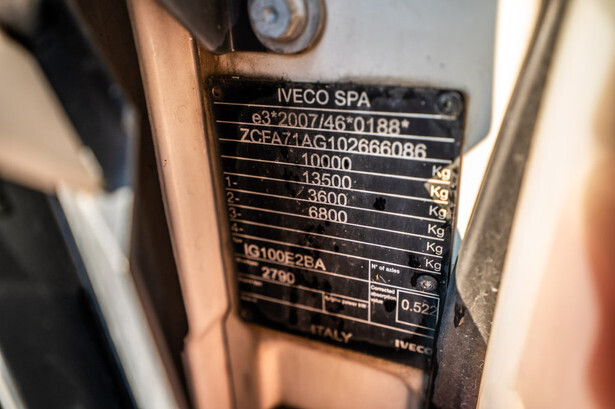 IVECO SPA
e3*2007/46*0188*
ZCFA71AG102666086
10000 Kg
1- 13500 Kg
2- 3600 Kg
3- 6800 Kg
4- Kg
Kg
IG100E2BA
N° of axles
2790
Corrected absorption value
0.522
ITALY IVECO